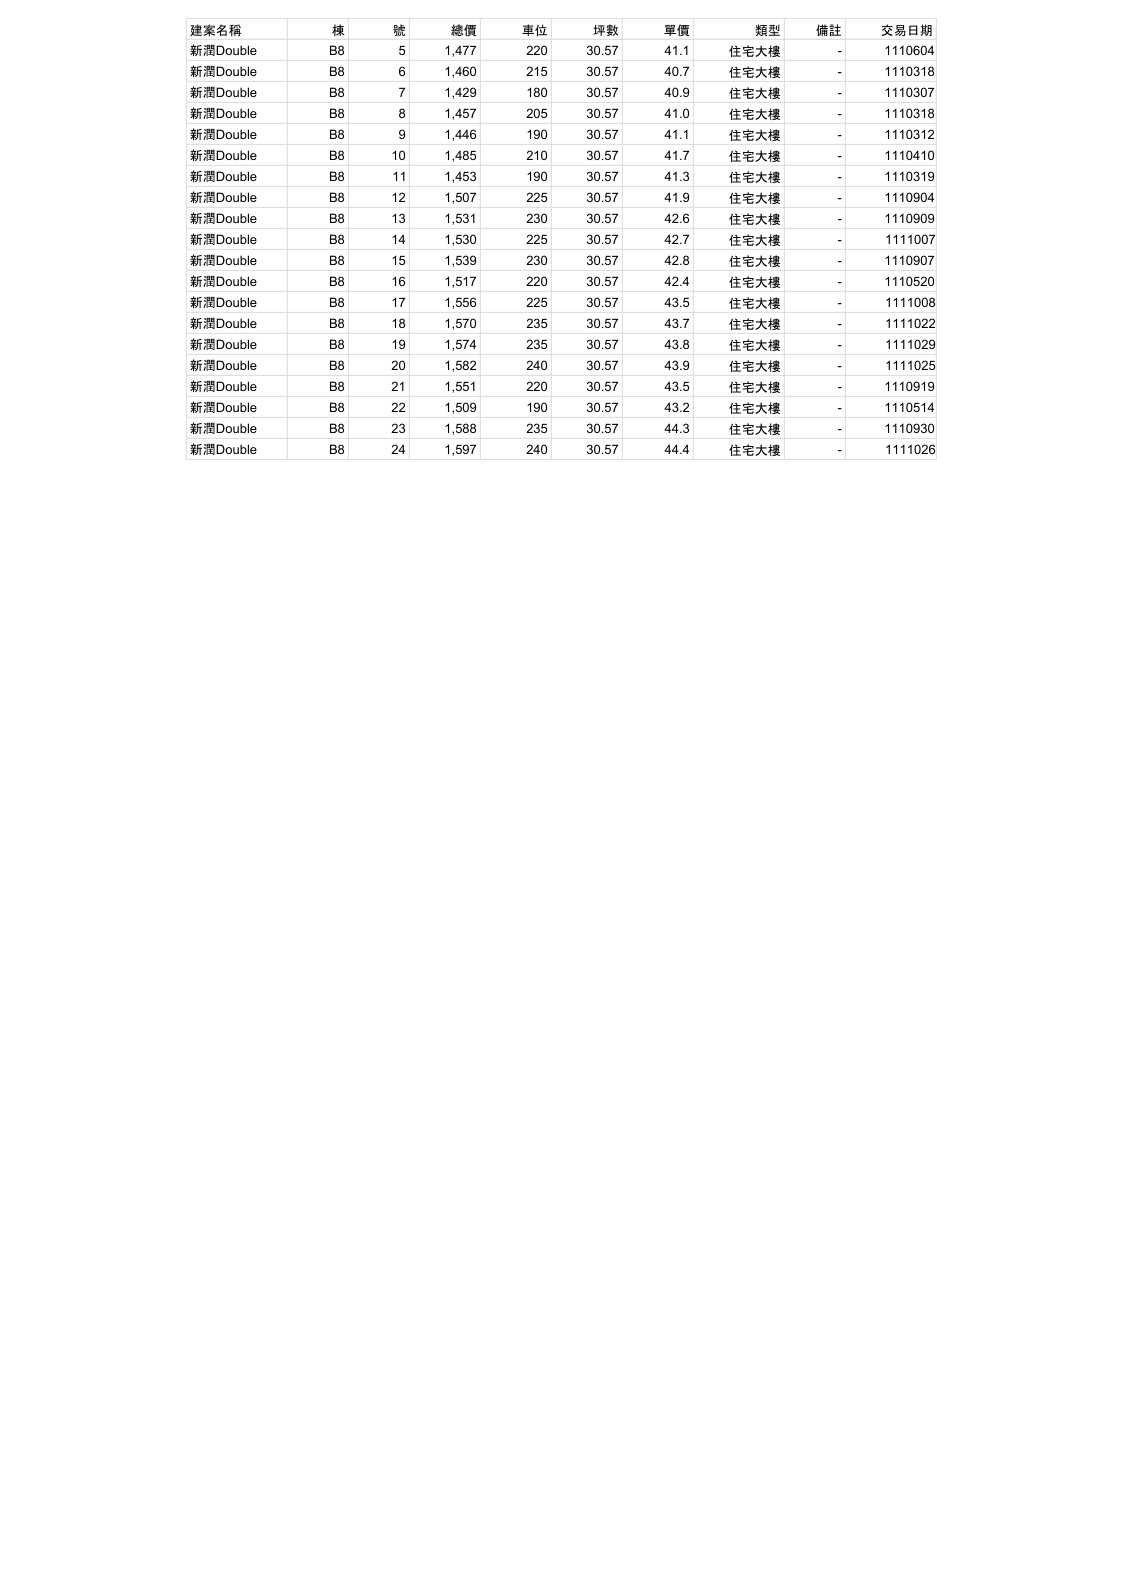 建案名稱 棟 號 總價 車位 坪數 單價 類型 備註 交易日期
新潤Double B8 5 1,477 220 30.57 41.1 住宅大樓 - 1110604
新潤Double B8 6 1,460 215 30.57 40.7 住宅大樓 - 1110318
新潤Double B8 7 1,429 180 30.57 40.9 住宅大樓 - 1110307
新潤Double B8 8 1,457 205 30.57 41.0 住宅大樓 - 1110318
新潤Double B8 9 1,446 190 30.57 41.1 住宅大樓 - 1110312
新潤Double B8 10 1,485 210 30.57 41.7 住宅大樓 - 1110410
新潤Double B8 11 1,453 190 30.57 41.3 住宅大樓 - 1110319
新潤Double B8 12 1,507 225 30.57 41.9 住宅大樓 - 1110904
新潤Double B8 13 1,531 230 30.57 42.6 住宅大樓 - 1110909
新潤Double B8 14 1,530 225 30.57 42.7 住宅大樓 - 1111007
新潤Double B8 15 1,539 230 30.57 42.8 住宅大樓 - 1110907
新潤Double B8 16 1,517 220 30.57 42.4 住宅大樓 - 1110520
新潤Double B8 17 1,556 225 30.57 43.5 住宅大樓 - 1111008
新潤Double B8 18 1,570 235 30.57 43.7 住宅大樓 - 1111022
新潤Double B8 19 1,574 235 30.57 43.8 住宅大樓 - 1111029
新潤Double B8 20 1,582 240 30.57 43.9 住宅大樓 - 1111025
新潤Double B8 21 1,551 220 30.57 43.5 住宅大樓 - 1110919
新潤Double B8 22 1,509 190 30.57 43.2 住宅大樓 - 1110514
新潤Double B8 23 1,588 235 30.57 44.3 住宅大樓 - 1110930
新潤Double B8 24 1,597 240 30.57 44.4 住宅大樓 - 1111026